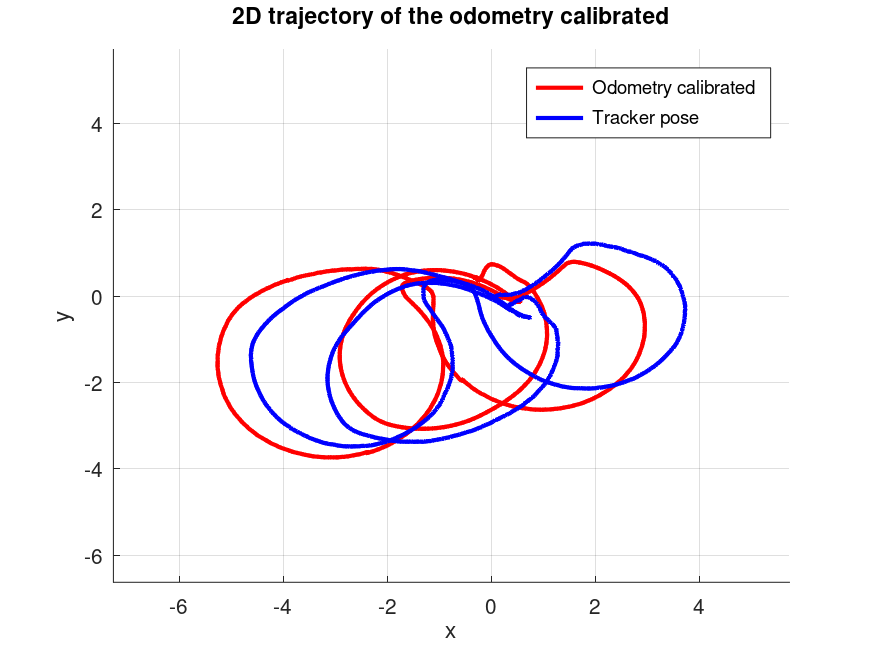 2D trajectory of the odometry calibrated
Odometry calibrated
Tracker pose
4
2
0
-2
-4
-6
y
-6 -4 -2 0 2 4
x